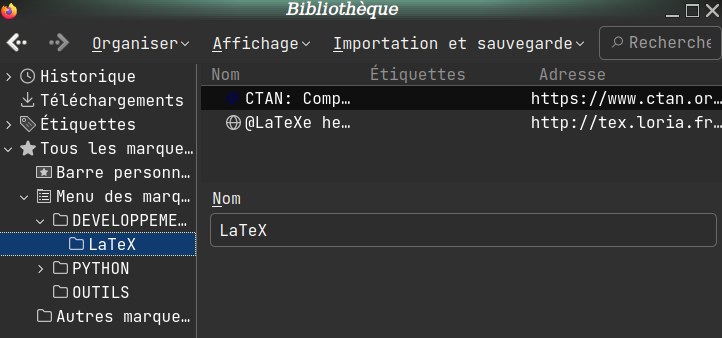 Bibliothèque
Organiser Affichage Importation et sauvegarde Recherche
Historique
Téléchargements
Étiquettes
Tous les marque…
Barre personn…
Menu des marq…
DEVELOPPEME…
LaTeX
PYTHON
OUTILS
Autres marque…
Nom Étiquettes Adresse
CTAN: Comp… https://www.ctan.or…
@LaTeXe he… http://tex.loria.fr…
Nom
LaTeX